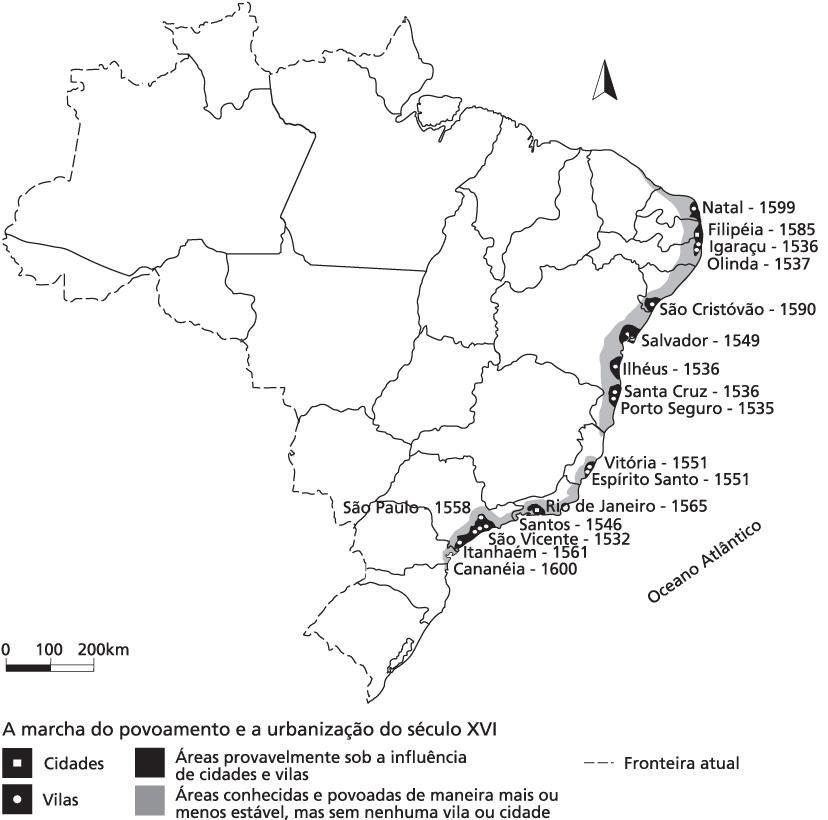 Natal - 1599
Filipéia - 1585
Igaraçu - 1536
Olinda - 1537
São Cristóvão - 1590
Salvador - 1549
Ilhéus - 1536
Santa Cruz - 1536
Porto Seguro - 1535
Vitória - 1551
Espírito Santo - 1551
São Paulo - 1558
Rio de Janeiro - 1565
Santos - 1546
São Vicente - 1532
Itanhaém - 1561
Cananéia - 1600
Oceano Atlântico
0 100 200km
A marcha do povoamento e a urbanização do século XVI
Cidades
Áreas provavelmente sob a influência
de cidades e vilas
Fronteira atual
Vilas
Áreas conhecidas e povoadas de maneira mais ou
menos estável, mas sem nenhuma vila ou cidade